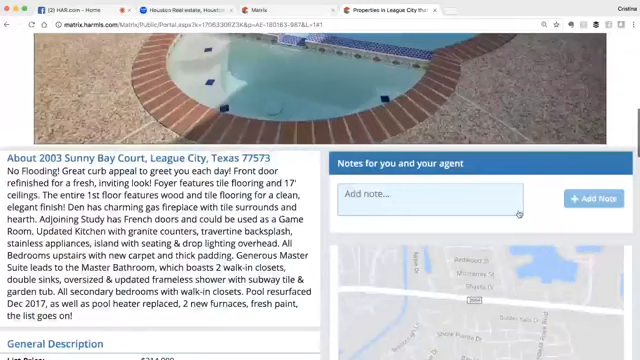 HAR.com - Home
Houston Real estate, Houston
Matrix
Properties in League City that
Cristina
matrix.harmls.com/Matrix/Public/Portal.aspx?
About 2003 Sunny Bay Court, League City, Texas 77573
No Flooding! Great curb appeal to greet you each day! Front door
refinished for a fresh, inviting look! Foyer features tile flooring and 17'
ceilings. The entire 1st floor features wood and tile flooring for a clean,
elegant finish! Den has charming gas fireplace with tile surrounds and
hearth. Adjoining Study has French doors and could be used as a Game
Room. Updated Kitchen with granite counters, travertine backsplash,
stainless appliances, island with seating & drop lighting overhead. All
Bedrooms upstairs with new carpet and thick padding. Generous Master
Suite leads to the Master Bathroom, which boasts 2 walk-in closets,
double sinks, oversized & updated frameless shower with subway tile &
garden tub. All secondary bedrooms with walk-in closets. Pool resurfaced
Dec 2017, as well as pool heater replaced, 2 new furnaces, fresh paint,
the list goes on!
General Description
List Price:
Notes for you and your agent
Add note...
+ Add Note